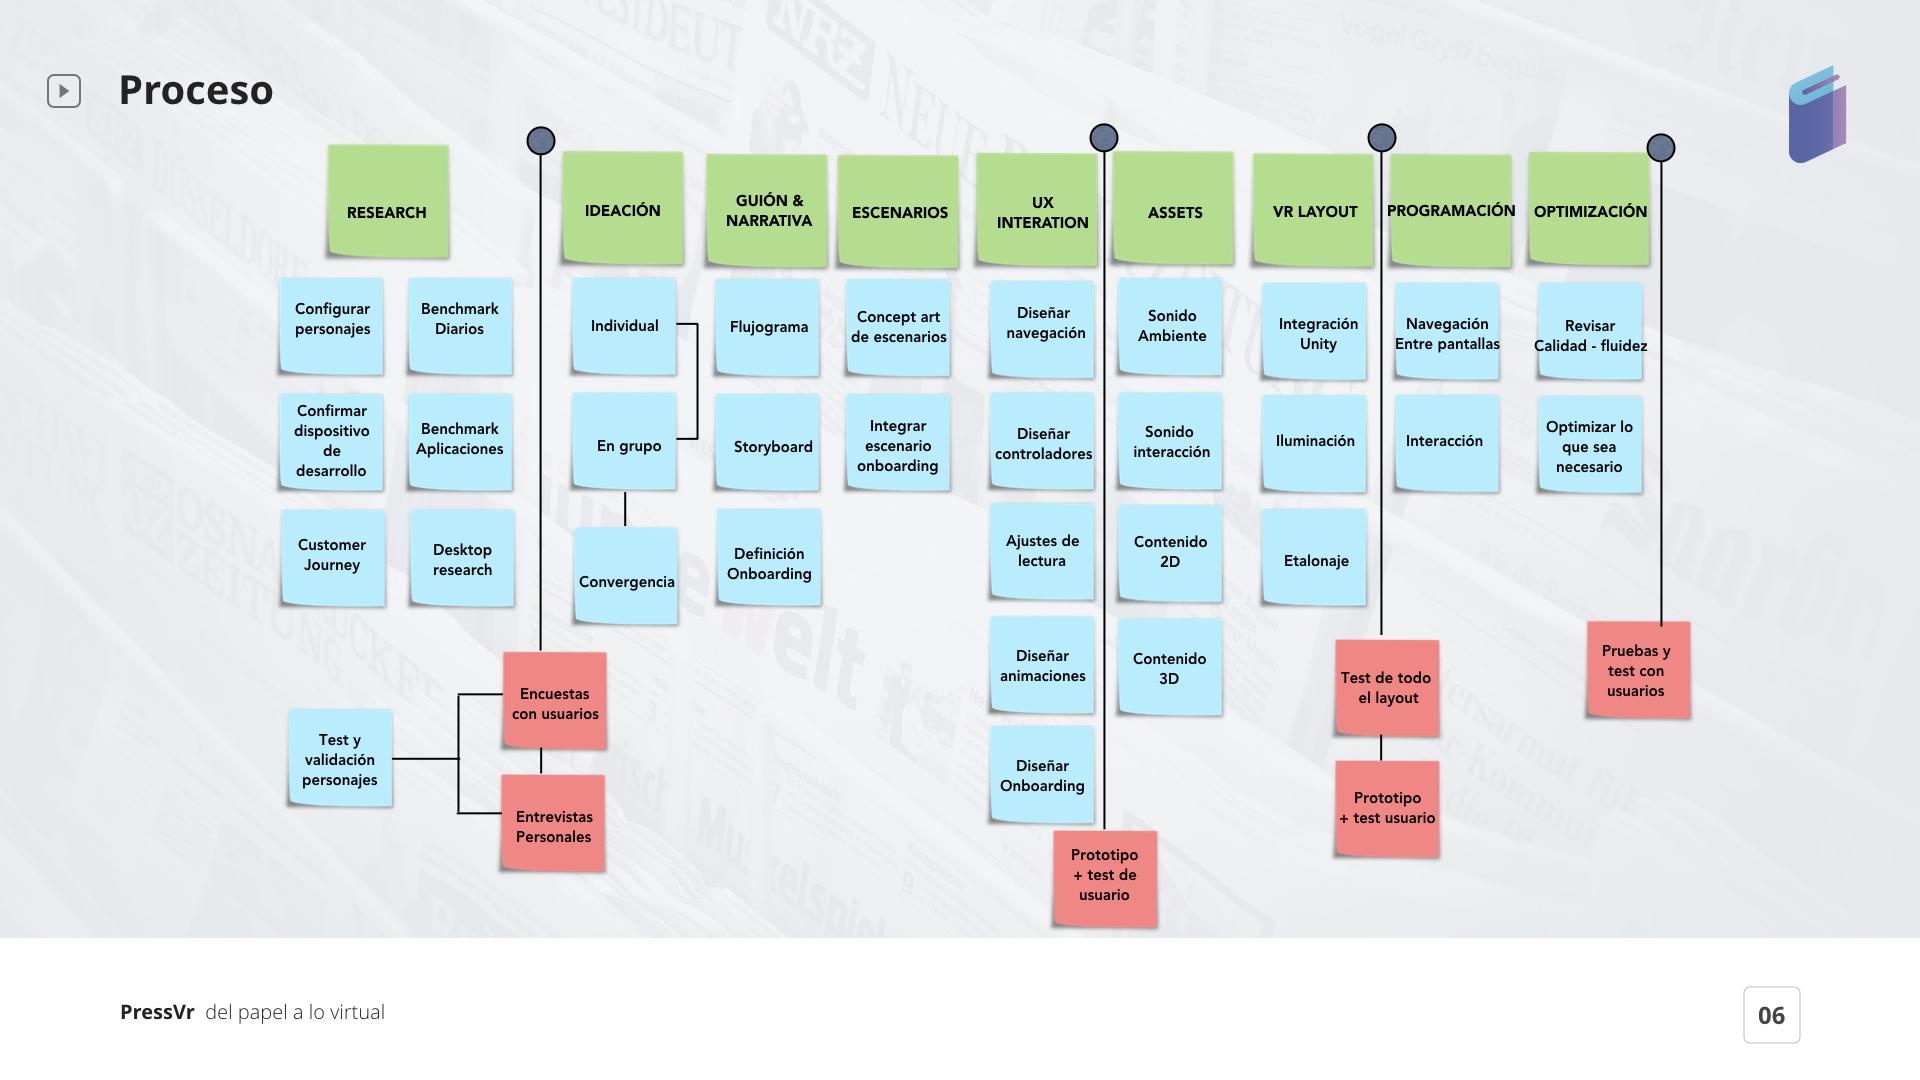 Proceso
RESEARCH
IDEACIÓN
GUIÓN &
NARRATIVA
ESCENARIOS
UX
INTERATION
ASSETS
VR LAYOUT
PROGRAMACIÓN
OPTIMIZACIÓN
Configurar
personajes
Benchmark
Diarios
Confirmar
dispositivo
de
desarrollo
Benchmark
Aplicaciones
Customer
Journey
Desktop
research
Test y
validación
personajes
Encuestas
con usuarios
Entrevistas
Personales
Individual
En grupo
Convergencia
Flujograma
Storyboard
Definición
Onboarding
Concept art
de escenarios
Integrar
escenario
onboarding
Diseñar
navegación
Diseñar
controladores
Ajustes de
lectura
Diseñar
animaciones
Diseñar
Onboarding
Prototipo
+ test de
usuario
Sonido
Ambiente
Sonido
interacción
Contenido
2D
Contenido
3D
Integración
Unity
Iluminación
Etalonaje
Test de todo
el layout
Prototipo
+ test usuario
Navegación
Entre pantallas
Interacción
Revisar
Calidad - fluidez
Optimizar lo
que sea
necesario
Pruebas y
test con
usuarios
PressVr del papel a lo virtual
06